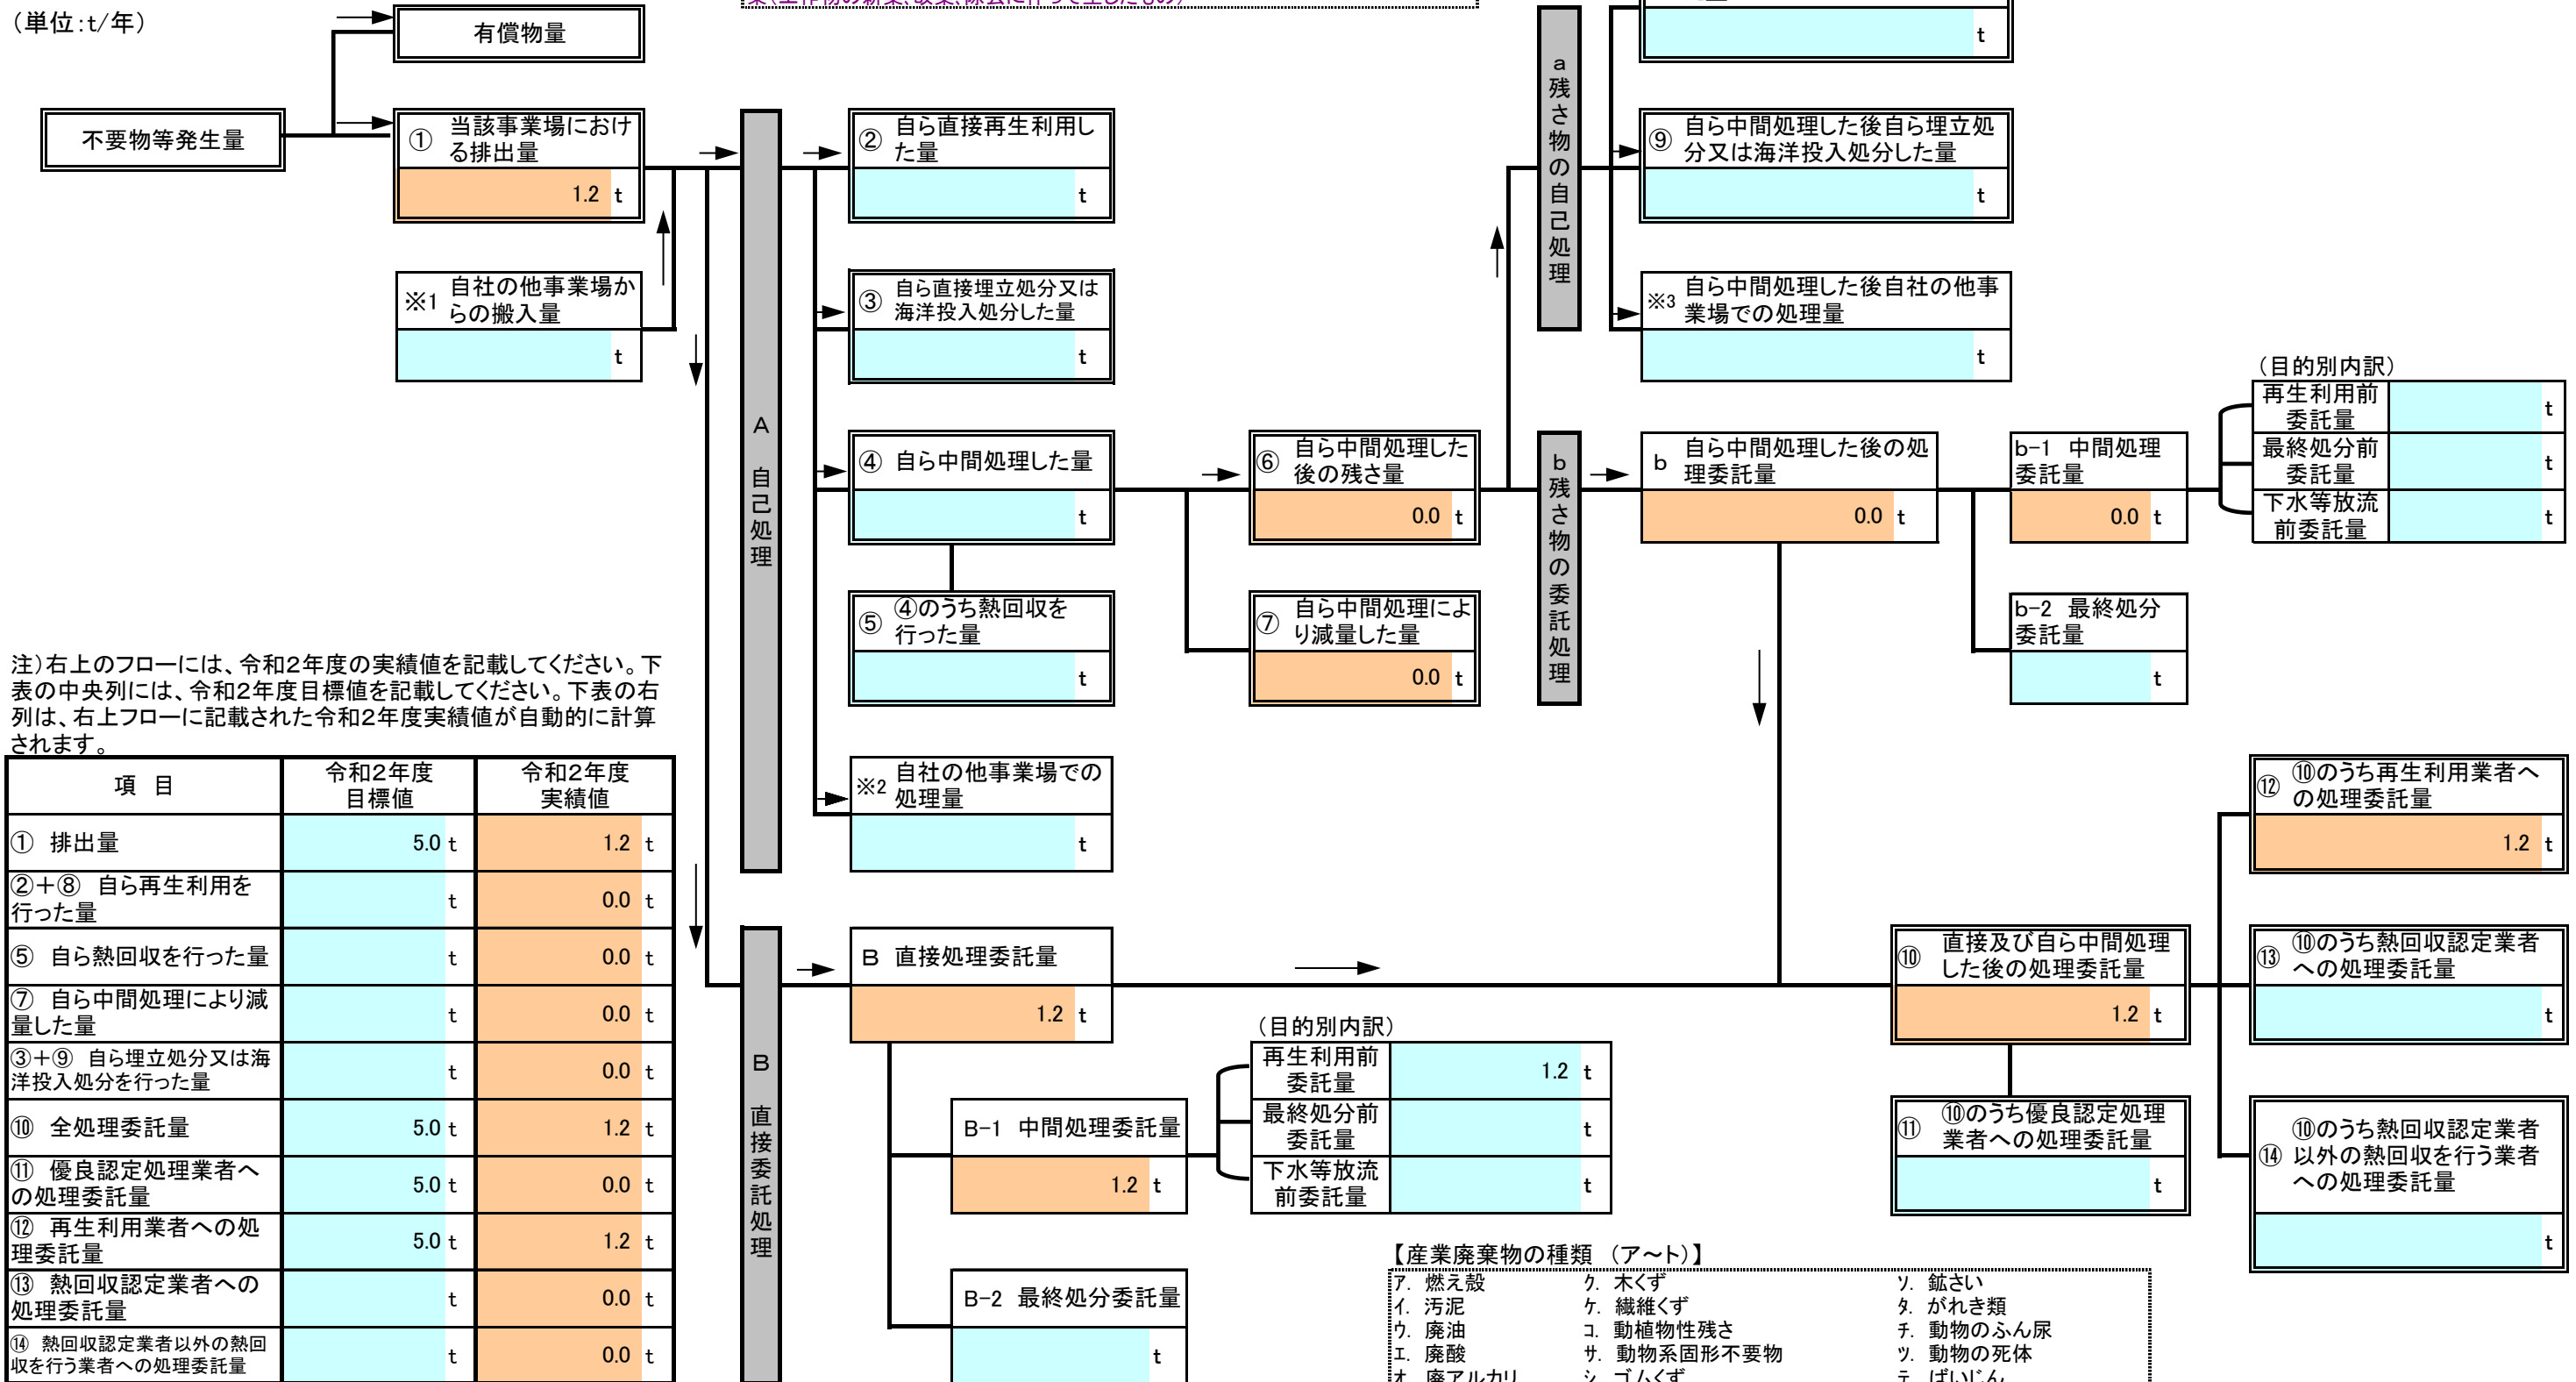 (単位:t/年)
有償物量
不要物等発生量
① 当該事業場におけ
る排出量
1.2 t
※1 自社の他事業場か
らの搬入量
t
A 自己処理
② 自ら直接再生利用し
た量
t
③ 自ら直接埋立処分又は
海洋投入処分した量
t
④ 自ら中間処理した量
t
⑤ ④のうち熱回収を
行った量
t
※2 自社の他事業場での
処理量
t
⑥ 自ら中間処理した
後の残さ量
0.0 t
⑦ 自ら中間処理によ
り減量した量
0.0 t
a 残さ物の自己処理
t
⑨ 自ら中間処理した後自ら埋立処
分又は海洋投入処分した量
t
※3 自ら中間処理した後自社の他事
業場での処理量
t
b 残さ物の委託処理
b 自ら中間処理した後の処
理委託量
0.0 t
b-1 中間処理
委託量
0.0 t
b-2 最終処分
委託量
t
(目的別内訳)
再生利用前
委託量 t
最終処分前
委託量 t
下水等放流
前委託量 t
注)右上のフローには、令和2年度の実績値を記載してください。下
表の中央列には、令和2年度目標値を記載してください。下表の右
列は、右上フローに記載された令和2年度実績値が自動的に計算
されます。
項 目 令和2年度 目標値 令和2年度 実績値
① 排出量 5.0 t 1.2 t
②+⑧ 自ら再生利用を
行った量 t 0.0 t
⑤ 自ら熱回収を行った量 t 0.0 t
⑦ 自ら中間処理により減
量した量 t 0.0 t
③+⑨ 自ら埋立処分又は海
洋投入処分を行った量 t 0.0 t
⑩ 全処理委託量 5.0 t 1.2 t
⑪ 優良認定処理業者へ
の処理委託量 5.0 t 0.0 t
⑫ 再生利用業者への処
理委託量 5.0 t 1.2 t
⑬ 熱回収認定業者への
処理委託量 t 0.0 t
⑭ 熱回収認定業者以外の熱回
収を行う業者への処理委託量 t 0.0 t
B 直接委託処理
B 直接処理委託量
1.2 t
B-1 中間処理委託量
1.2 t
B-2 最終処分委託量
t
(目的別内訳)
再生利用前
委託量 1.2 t
最終処分前
委託量 t
下水等放流
前委託量 t
⑩ 直接及び自ら中間処理
した後の処理委託量
1.2 t
⑪ ⑩のうち優良認定処理
業者への処理委託量
t
⑫ ⑩のうち再生利用業者へ
の処理委託量
1.2 t
⑬ ⑩のうち熱回収認定業者
への処理委託量
t
⑭ ⑩のうち熱回収認定業者
以外の熱回収を行う業者
への処理委託量
t
【産業廃棄物の種類 (ア~ト)】
ア. 燃え殻 ク. 木くず ソ. 鉱さい
イ. 汚泥 ケ. 繊維くず タ. がれき類
ウ. 廃油 コ. 動植物性残さ チ. 動物のふん尿
エ. 廃酸 サ. 動物系固形不要物 ツ. 動物の死体
オ. 廃アルカリ シ. ゴムくず テ. ばいじん